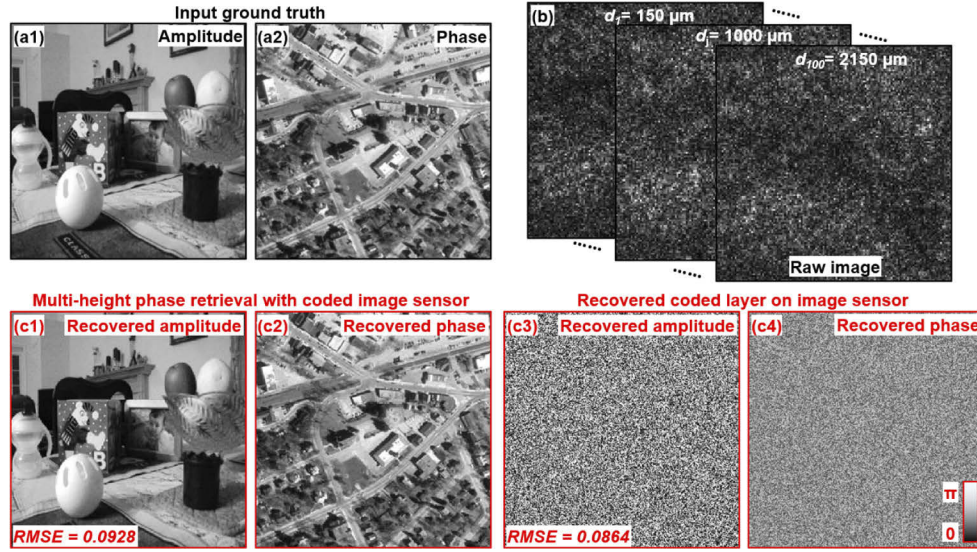 Input ground truth
(a1) Amplitude
(a2) Phase
(b)
d1= 150 µm
dj= 1000 µm
d100= 2150 µm
Raw image
Multi-height phase retrieval with coded image sensor
Recovered coded layer on image sensor
(c1) Recovered amplitude
(c2) Recovered phase
(c3) Recovered amplitude
(c4) Recovered phase
RMSE = 0.0928
RMSE = 0.0864
π
0